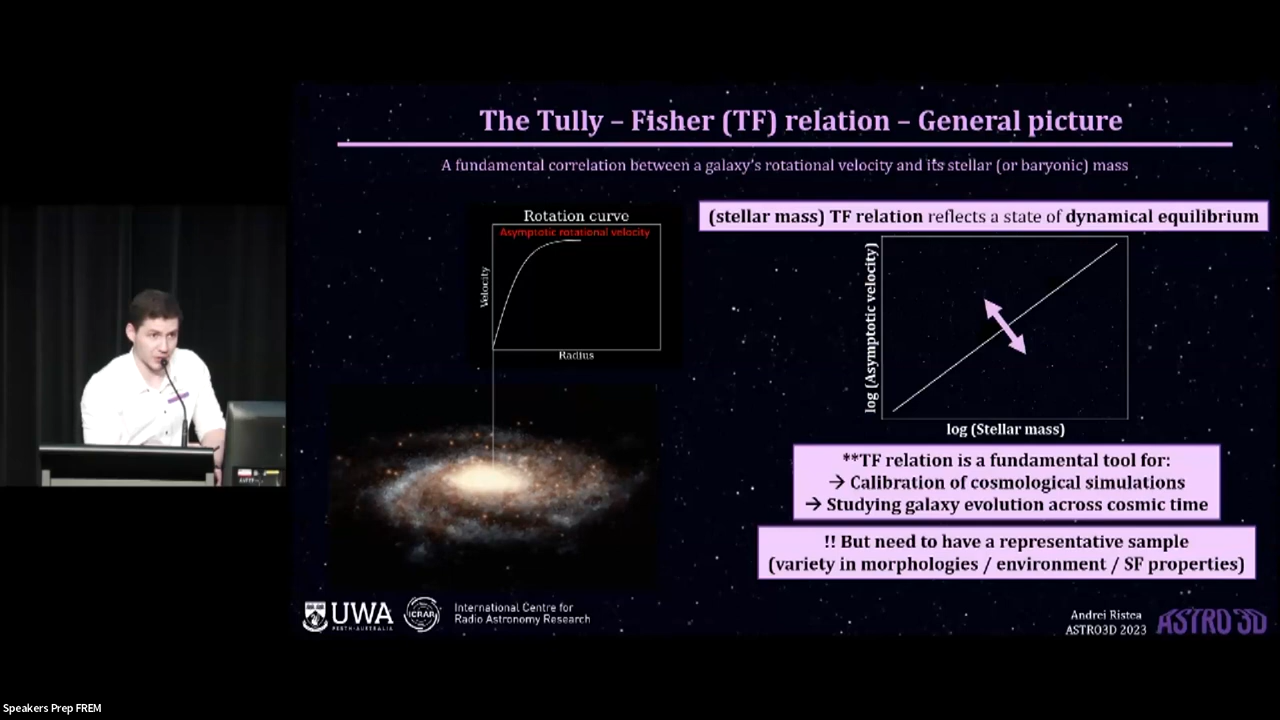 The Tully – Fisher (TF) relation – General picture
A fundamental correlation between a galaxy's rotational velocity and its stellar (or baryonic) mass
Rotation curve
Asymptotic rotational velocity
Velocity
Radius
(stellar mass) TF relation reflects a state of dynamical equilibrium
log (Asymptotic velocity)
log (Stellar mass)
**TF relation is a fundamental tool for:
→ Calibration of cosmological simulations
→ Studying galaxy evolution across cosmic time
!! But need to have a representative sample
(variety in morphologies / environment / SF properties)
UWA
PERTH·AUSTRALIA
ICRAR
International Centre for
Radio Astronomy Research
Andrei Ristea
ASTRO3D 2023
ASTRO 3D
Speakers Prep FREM